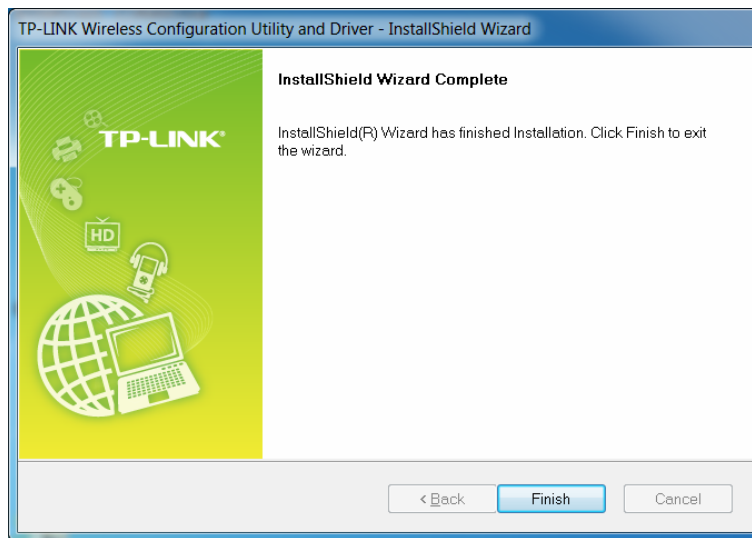 TP-LINK Wireless Configuration Utility and Driver - InstallShield Wizard
InstallShield Wizard Complete
TP-LINK®
InstallShield(R) Wizard has finished Installation. Click Finish to exit
the wizard.
HD
< Back
Finish
Cancel